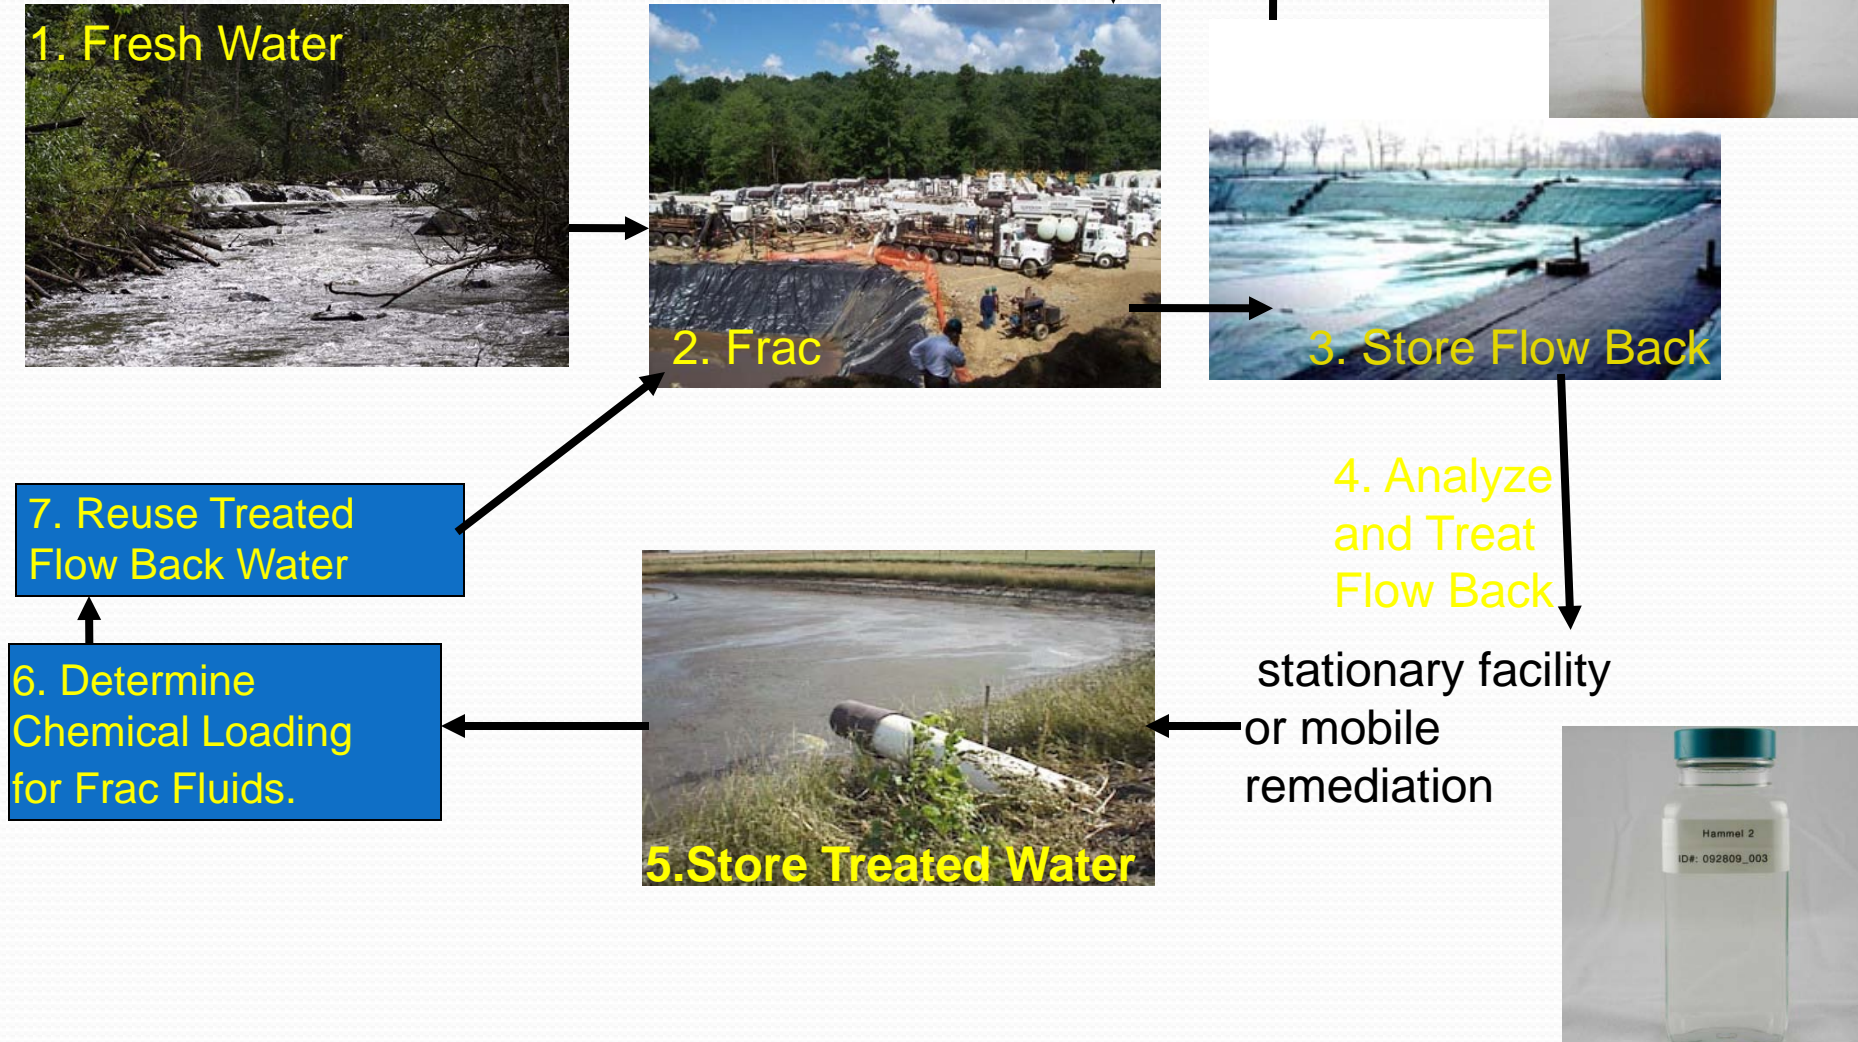 1. Fresh Water
2. Frac
3. Store Flow Back
4. Analyze
and Treat
Flow Back
stationary facility
or mobile
remediation
5.Store Treated Water
6. Determine
Chemical Loading
for Frac Fluids.
7. Reuse Treated
Flow Back Water
Hammel 2
ID#: 092809_003